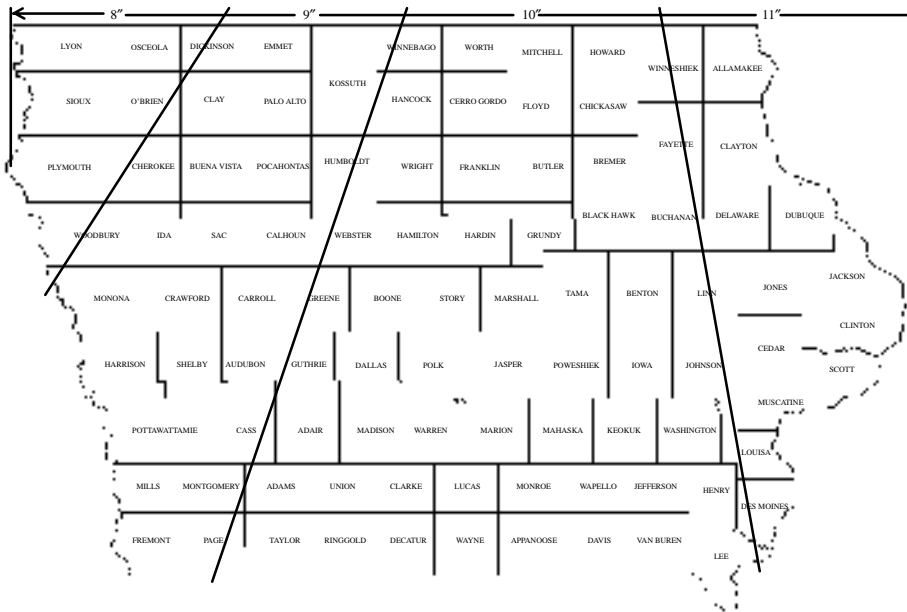 8″ 9″ 10″ 11″
LYON OSCEOLA DICKINSON EMMET WINNEBAGO WORTH MITCHELL HOWARD
KOSSUTH WINNESHIEK ALLAMAKEE
SIOUX O'BRIEN CLAY PALO ALTO HANCOCK CERRO GORDO FLOYD CHICKASAW
PLYMOUTH CHEROKEE BUENA VISTA POCAHONTAS HUMBOLDT WRIGHT FRANKLIN BUTLER BREMER FAYETTE CLAYTON
BLACK HAWK BUCHANAN DELAWARE DUBUQUE
WOODBURY IDA SAC CALHOUN WEBSTER HAMILTON HARDIN GRUNDY
MONONA CRAWFORD CARROLL GREENE BOONE STORY MARSHALL TAMA BENTON LINN JONES JACKSON
CLINTON
CEDAR
HARRISON SHELBY AUDUBON GUTHRIE DALLAS POLK JASPER POWESHIEK IOWA JOHNSON SCOTT
MUSCATINE
POTTAWATTAMIE CASS ADAIR MADISON WARREN MARION MAHASKA KEOKUK WASHINGTON
LOUISA
MILLS MONTGOMERY ADAMS UNION CLARKE LUCAS MONROE WAPELLO JEFFERSON HENRY
DES MOINES
FREMONT PAGE TAYLOR RINGGOLD DECATUR WAYNE APPANOOSE DAVIS VAN BUREN
LEE